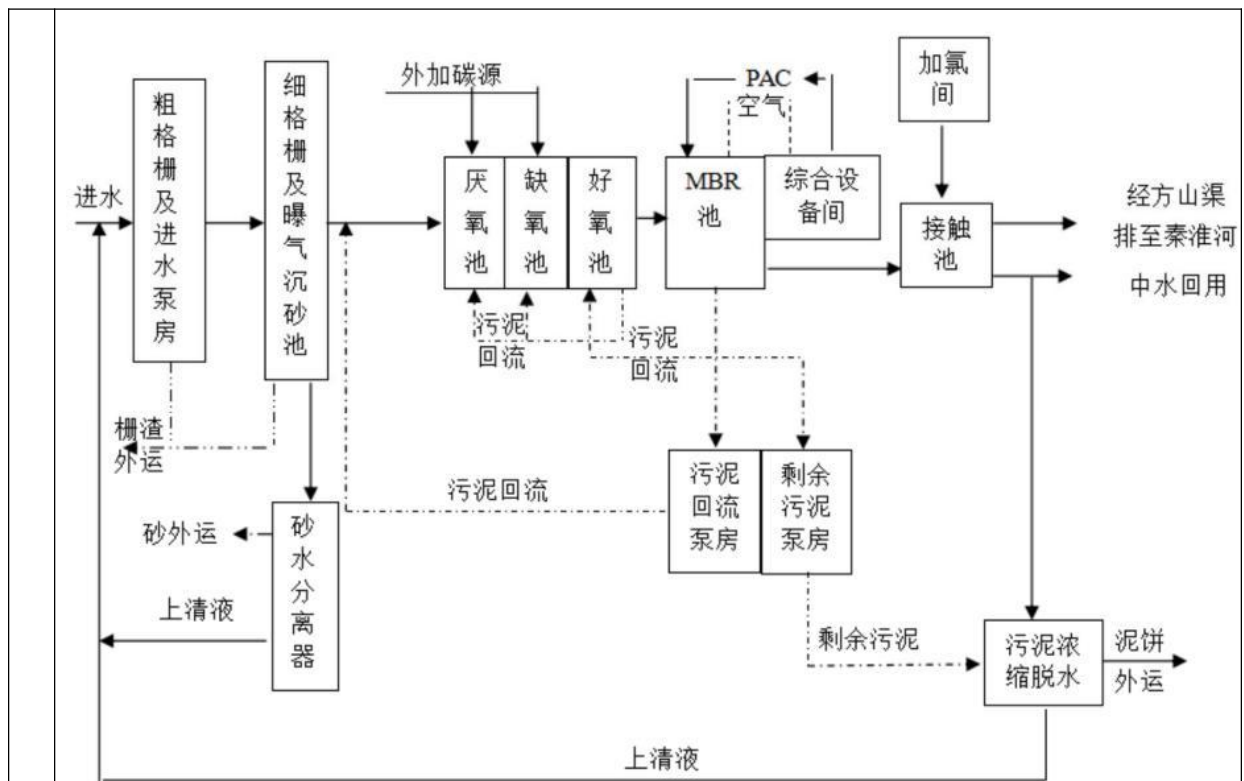 进水
粗格栅及进水泵房
细格栅及曝气沉砂池
外加碳源
厌氧池
缺氧池
好氧池
PAC
空气
MBR
池
综合设
备间
加氯
间
接触
池
经方山渠
排至秦淮河
中水回用
污泥
回流
污泥
回流
栅渣
外运
污泥回流
污泥
回流
泵房
剩余
污泥
泵房
砂外运
砂水分离器
上清液
剩余污泥
污泥浓
缩脱水
泥饼
外运
上清液